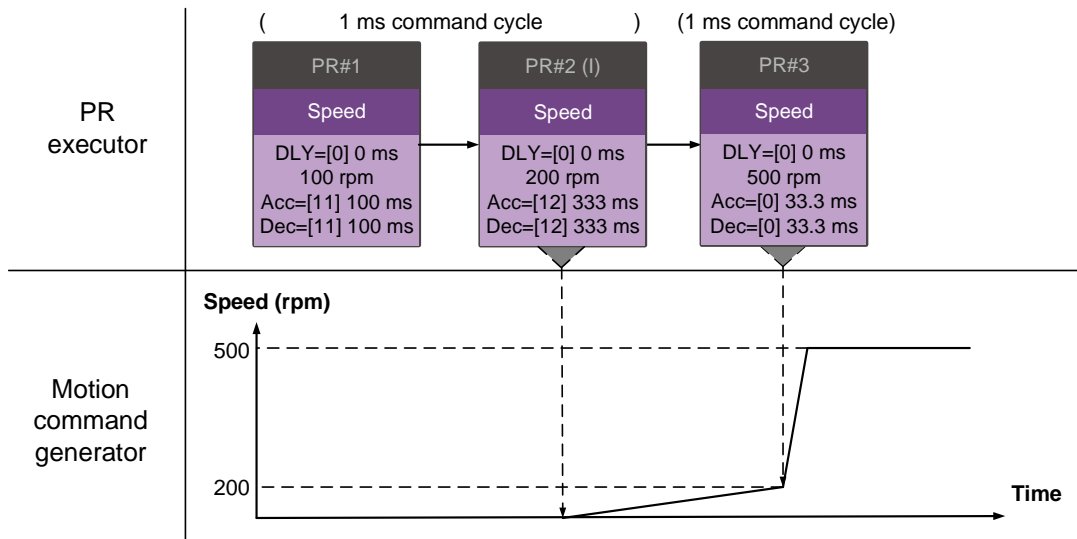 ( 1 ms command cycle ) (1 ms command cycle)
PR
executor
PR#1
Speed
DLY=[0] 0 ms
100 rpm
Acc=[11] 100 ms
Dec=[11] 100 ms
PR#2 (I)
Speed
DLY=[0] 0 ms
200 rpm
Acc=[12] 333 ms
Dec=[12] 333 ms
PR#3
Speed
DLY=[0] 0 ms
500 rpm
Acc=[0] 33.3 ms
Dec=[0] 33.3 ms
Motion
command
generator
Speed (rpm)
500
200
Time